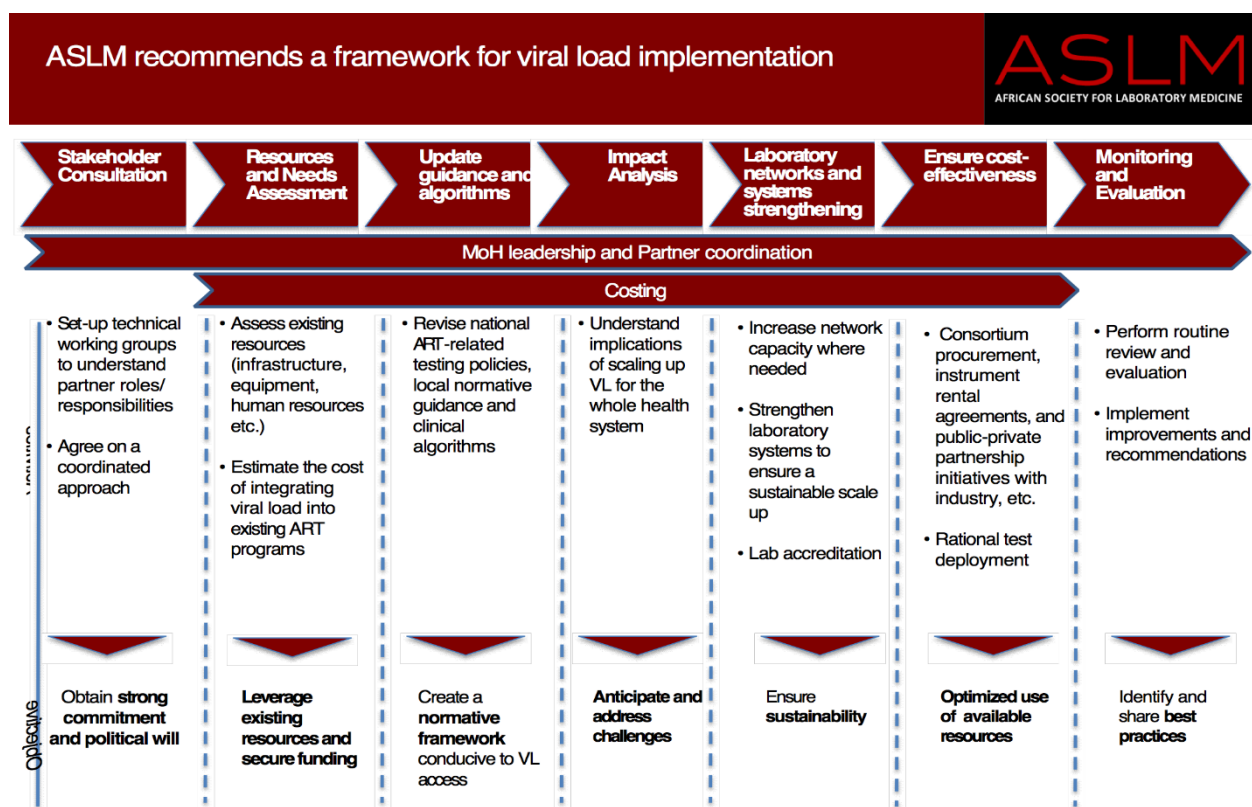 ASLM recommends a framework for viral load implementation
ASLM
AFRICAN SOCIETY FOR LABORATORY MEDICINE
Stakeholder
Consultation
Resources
and Needs
Assessment
Update
guidance and
algorithms
Impact
Analysis
Laboratory
networks and
systems
strengthening
Ensure cost-
effectiveness
Monitoring
and
Evaluation
MoH leadership and Partner coordination
Costing
• Set-up technical
working groups
to understand
partner roles/
responsibilities
• Agree on a
coordinated
approach
• Assess existing
resources
(infrastructure,
equipment,
human resources
etc.)
• Estimate the cost
of integrating
viral load into
existing ART
programs
• Revise national
ART-related
testing policies,
local normative
guidance and
clinical
algorithms
• Understand
implications
of scaling up
VL for the
whole health
system
• Increase network
capacity where
needed
• Strengthen
laboratory
systems to
ensure a
sustainable scale
up
• Lab accreditation
• Consortium
procurement,
instrument
rental
agreements, and
public-private
partnership
initiatives with
industry, etc.
• Rational test
deployment
• Perform routine
review and
evaluation
• Implement
improvements and
recommendations
Objective
Obtain strong
commitment
and political will
Leverage
existing
resources and
secure funding
Create a
normative
framework
conducive to VL
access
Anticipate and
address
challenges
Ensure
sustainability
Optimized use
of available
resources
Identify and
share best
practices